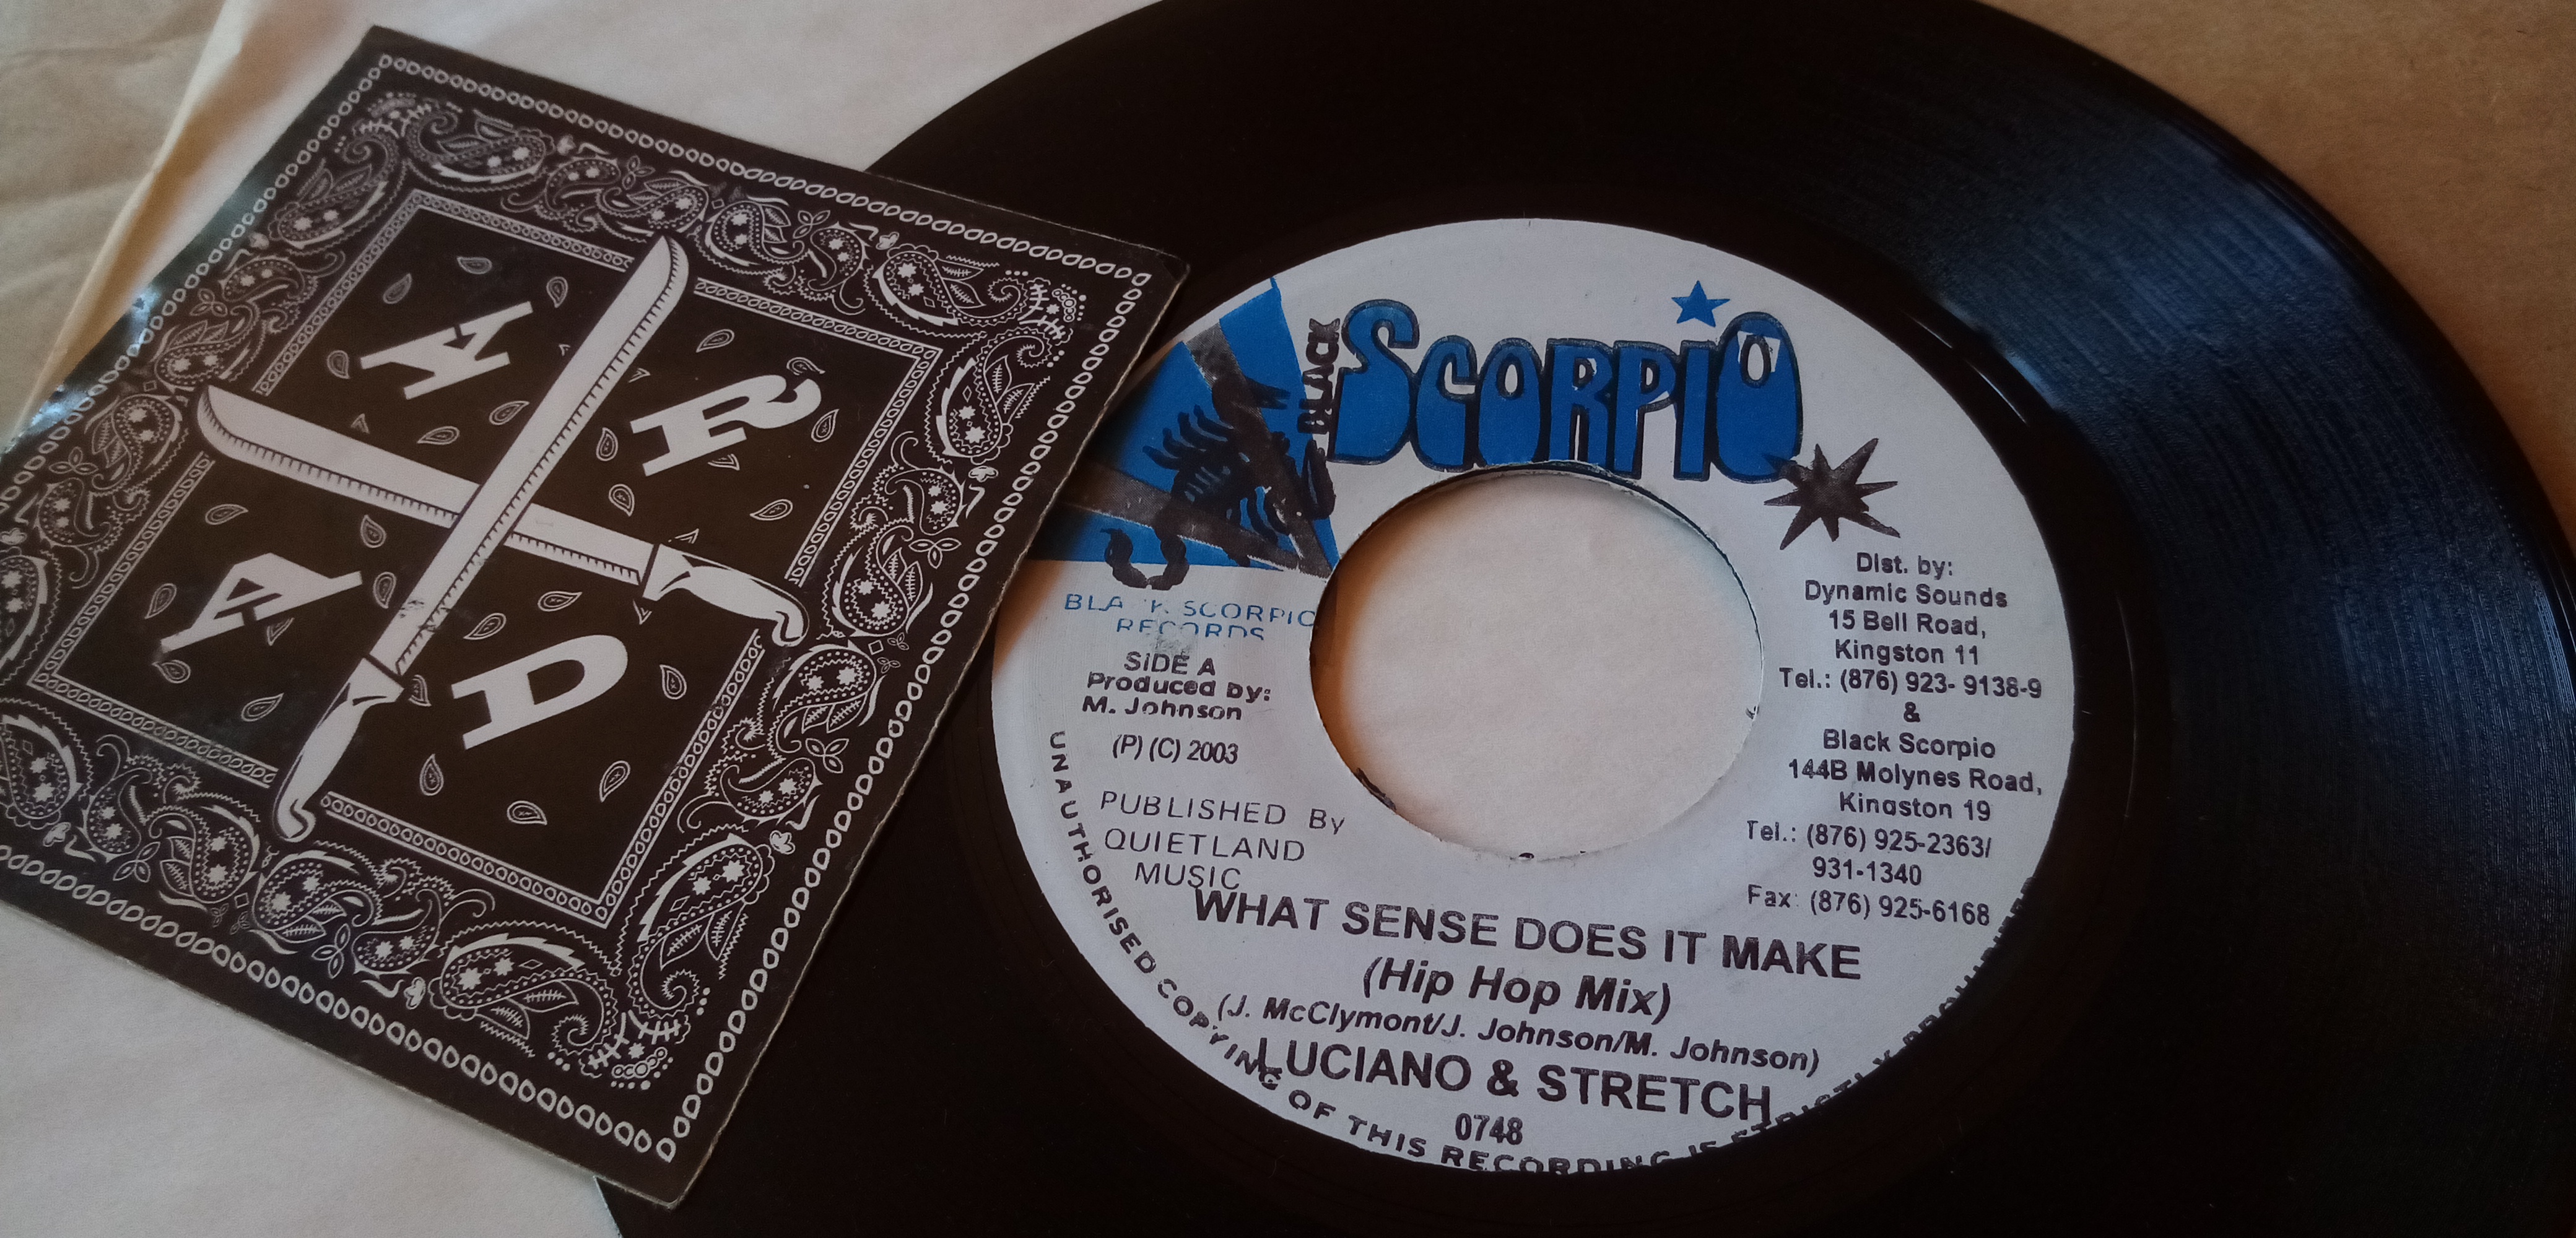 A R
A D
BLACK
SCORPIO
BLACK SCORPIO
RECORDS
SIDE A
Produced by:
M. Johnson
(P) (C) 2003
PUBLISHED By
QUIETLAND
MUSIC
Dist. by:
Dynamic Sounds
15 Bell Road,
Kingston 11
Tel.: (876) 923- 9138-9
&
Black Scorpio
144B Molynes Road,
Kingston 19
Tel.: (876) 925-2363/
931-1340
Fax: (876) 925-6168
WHAT SENSE DOES IT MAKE
(Hip Hop Mix)
(J. McClymont/J. Johnson/M. Johnson)
LUCIANO & STRETCH
0748
UNAUTHORISED COPYING OF THIS RECORDING IS